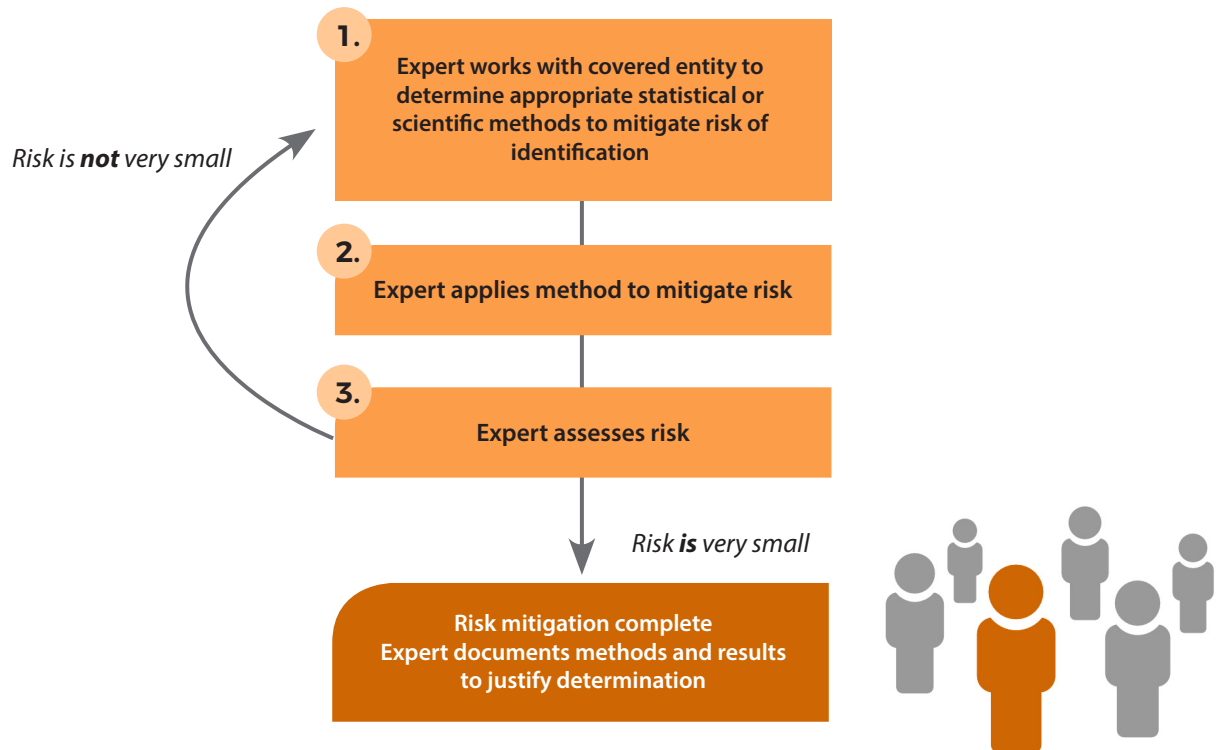 1.
Expert works with covered entity to
determine appropriate statistical or
scientific methods to mitigate risk of
identification
Risk is not very small
2.
Expert applies method to mitigate risk
3.
Expert assesses risk
Risk is very small
Risk mitigation complete
Expert documents methods and results
to justify determination